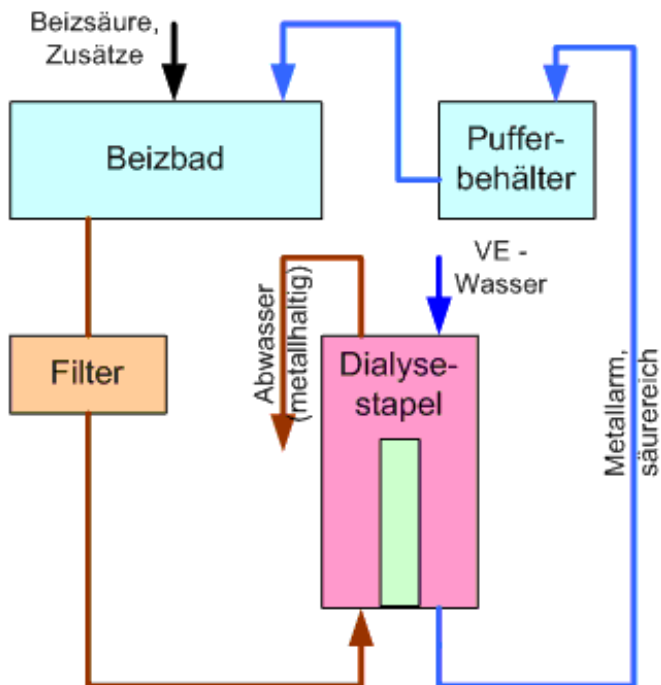 Beizsäure,
Zusätze
Beizbad
Puffer-
behälter
VE -
Wasser
Abwasser
(metallhaltig)
Filter
Dialyse-
stapel
Metallarm,
säurereich